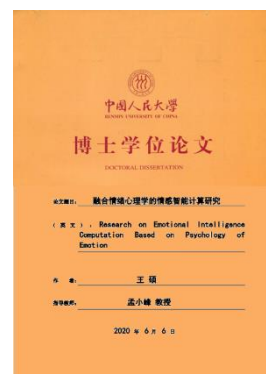 中国人民大学
RENMIN UNIVERSITY OF CHINA
博士学位论文
DOCTORAL DISSERTATION
论文题目： 融合情绪心理学的情感智能计算研究
（ 英 文 ）： Research on Emotional Intelligence
Computation Based on Psychology of
Emotion
作 者： 王 硕
指导教师： 孟小峰 教授
2020 年 6 月 6 日